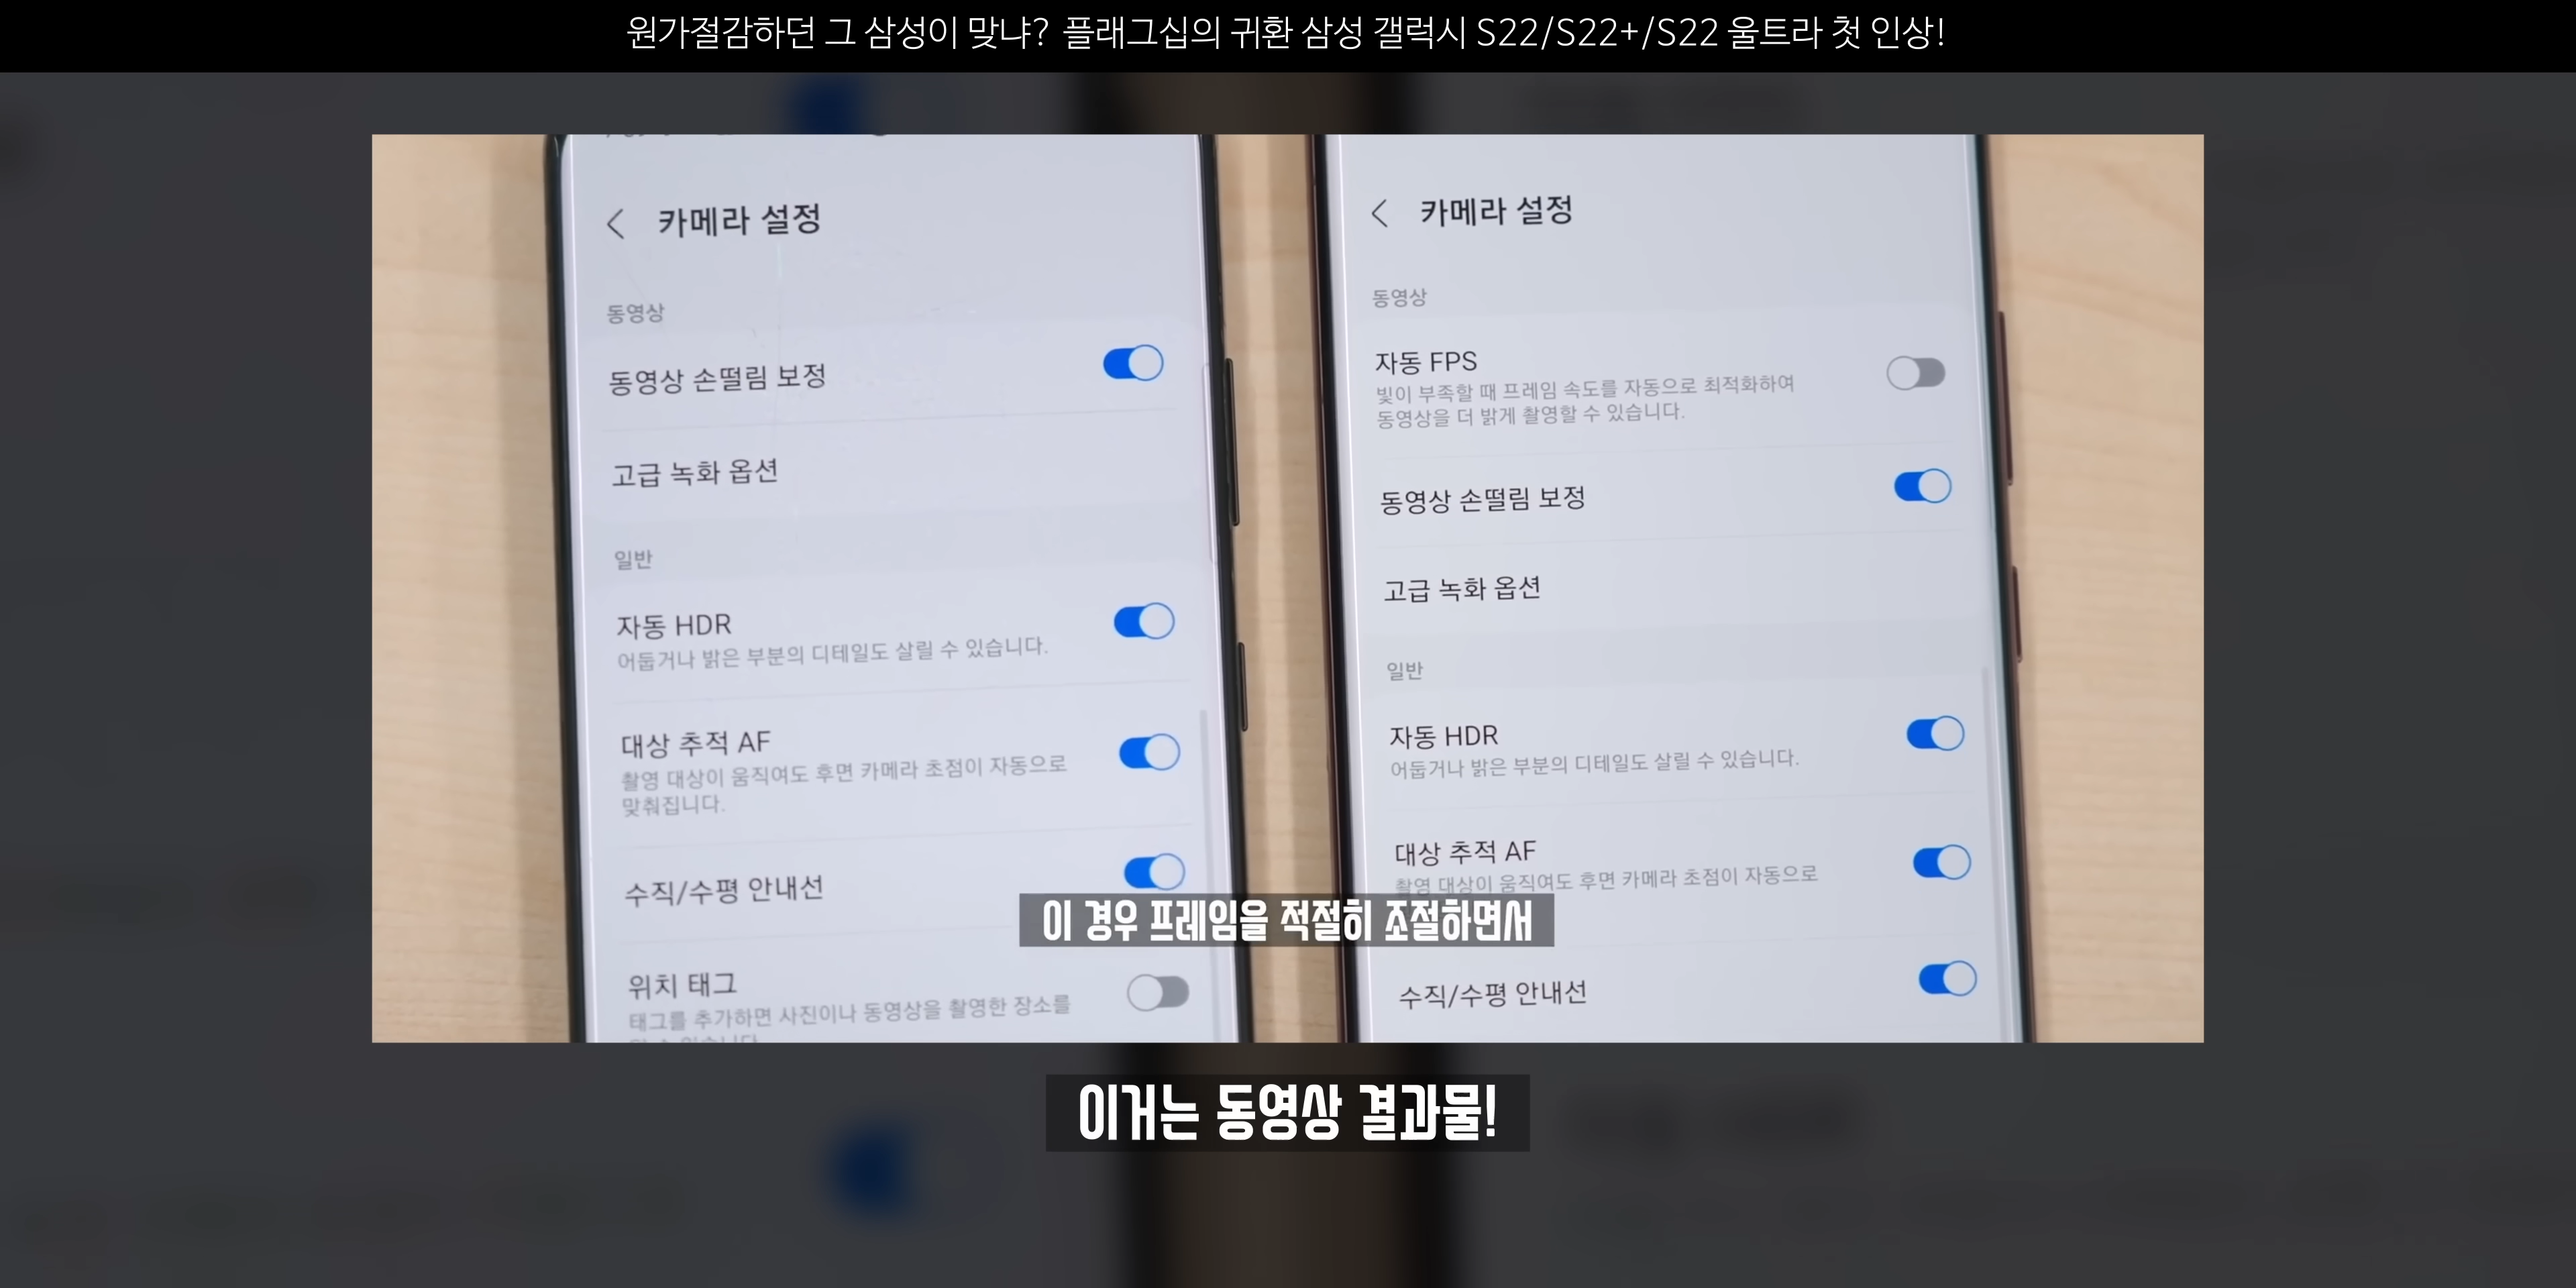 원가절감하던 그 삼성이 맞냐? 플래그십의 귀환 삼성 갤럭시 S22/S22+/S22 울트라 첫 인상!
카메라 설정
동영상
동영상 손떨림 보정
고급 녹화 옵션
일반
자동 HDR
어둡거나 밝은 부분의 디테일도 살릴 수 있습니다.
대상 추적 AF
촬영 대상이 움직여도 후면 카메라 초점이 자동으로
맞춰집니다.
수직/수평 안내선
위치 태그
태그를 추가하면 사진이나 동영상을 촬영한 장소를
카메라 설정
동영상
자동 FPS
빛이 부족할 때 프레임 속도를 자동으로 최적화하여
동영상을 더 밝게 촬영할 수 있습니다.
동영상 손떨림 보정
고급 녹화 옵션
일반
자동 HDR
어둡거나 밝은 부분의 디테일도 살릴 수 있습니다.
대상 추적 AF
촬영 대상이 움직여도 후면 카메라 초점이 자동으로
수직/수평 안내선
이 경우 프레임을 적절히 조절하면서
이거는 동영상 결과물!